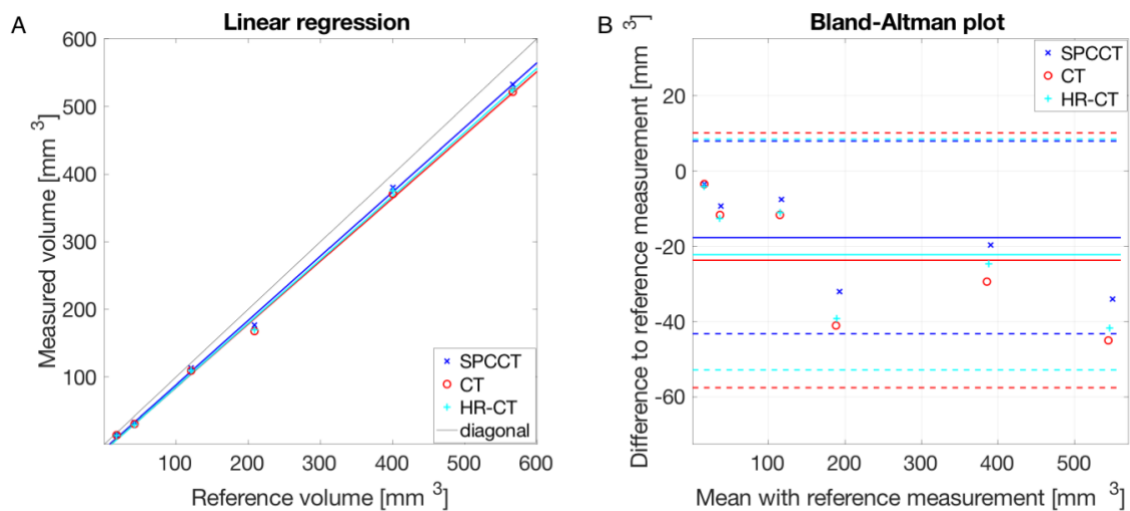 A
Linear regression
600
500
400
300
200
100
Measured volume [mm ³]
SPCCT
CT
HR-CT
diagonal
100 200 300 400 500 600
Reference volume [mm ³]
B
Bland-Altman plot
20
0
-20
-40
-60
Difference to reference measurement [mm ³]
SPCCT
CT
HR-CT
100 200 300 400 500
Mean with reference measurement [mm ³]